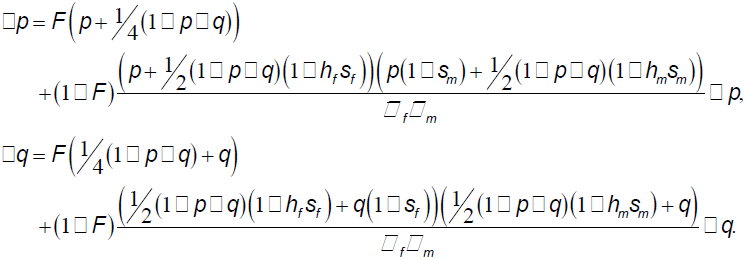 □p = F(p + 1/4(1 □ p □ q))
+(1 □ F) (p + 1/2(1 □ p □ q)(1 □ h_f s_f))(p(1 □ s_m) + 1/2(1 □ p □ q)(1 □ h_m s_m)) / □_f □_m □ p,
□q = F(1/4(1 □ p □ q) + q)
+(1 □ F) (1/2(1 □ p □ q)(1 □ h_f s_f) + q(1 □ s_f))(1/2(1 □ p □ q)(1 □ h_m s_m) + q) / □_f □_m □ q.